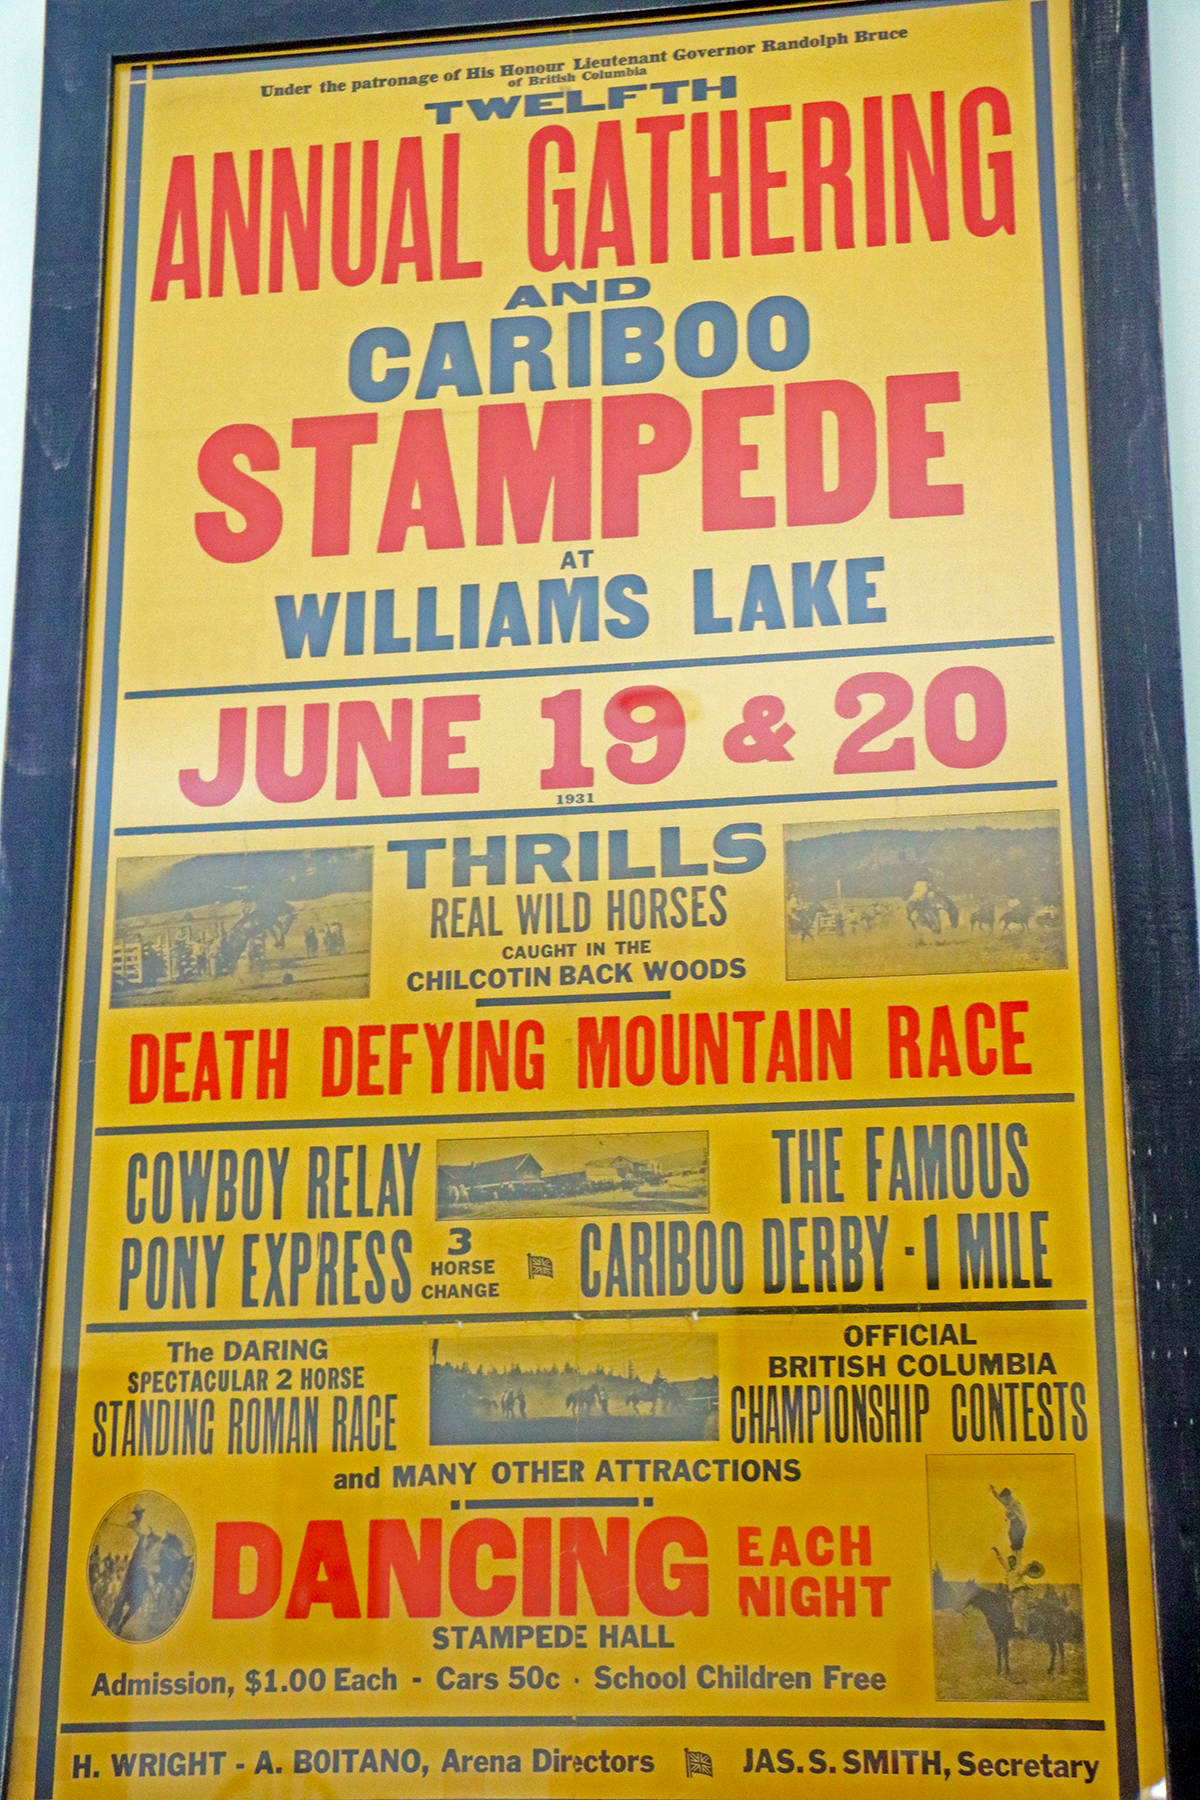 Under the patronage of His Honour Lieutenant Governor Randolph Bruce
of British Columbia
TWELFTH
ANNUAL GATHERING
AND
CARIBOO
STAMPEDE
AT
WILLIAMS LAKE
JUNE 19 & 20
1931
THRILLS
REAL WILD HORSES
CAUGHT IN THE
CHILCOTIN BACK WOODS
DEATH DEFYING MOUNTAIN RACE
COWBOY RELAY
PONY EXPRESS
3
HORSE
CHANGE
THE FAMOUS
CARIBOO DERBY - 1 MILE
The DARING
SPECTACULAR 2 HORSE
STANDING ROMAN RACE
OFFICIAL
BRITISH COLUMBIA
CHAMPIONSHIP CONTESTS
and MANY OTHER ATTRACTIONS
DANCING EACH
NIGHT
STAMPEDE HALL
Admission, $1.00 Each - Cars 50c · School Children Free
H. WRIGHT - A. BOITANO, Arena Directors JAS. S. SMITH, Secretary